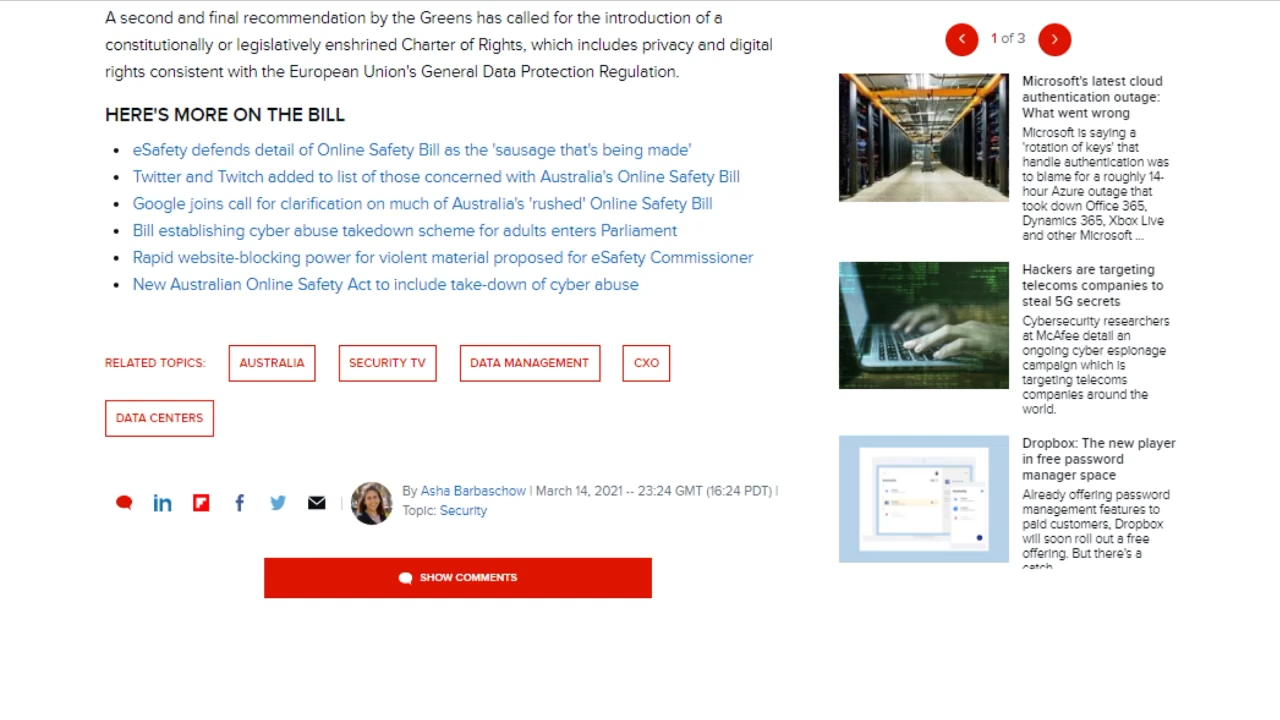 A second and final recommendation by the Greens has called for the introduction of a
constitutionally or legislatively enshrined Charter of Rights, which includes privacy and digital
rights consistent with the European Union's General Data Protection Regulation.
HERE'S MORE ON THE BILL
eSafety defends detail of Online Safety Bill as the 'sausage that's being made'
Twitter and Twitch added to list of those concerned with Australia's Online Safety Bill
Google joins call for clarification on much of Australia's 'rushed' Online Safety Bill
Bill establishing cyber abuse takedown scheme for adults enters Parliament
Rapid website-blocking power for violent material proposed for eSafety Commissioner
New Australian Online Safety Act to include take-down of cyber abuse
RELATED TOPICS: AUSTRALIA SECURITY TV DATA MANAGEMENT CXO
DATA CENTERS
By Asha Barbaschow | March 14, 2021 -- 23:24 GMT (16:24 PDT) |
Topic: Security
SHOW COMMENTS
1 of 3
Microsoft's latest cloud
authentication outage:
What went wrong
Microsoft is saying a
'rotation of keys' that
handle authentication was
to blame for a roughly 14-
hour Azure outage that
took down Office 365,
Dynamics 365, Xbox Live
and other Microsoft ...
Hackers are targeting
telecoms companies to
steal 5G secrets
Cybersecurity researchers
at McAfee detail an
ongoing cyber espionage
campaign which is
targeting telecoms
companies around the
world.
Dropbox: The new player
in free password
manager space
Already offering password
management features to
paid customers, Dropbox
will soon roll out a free
offering. But there's a
catch.